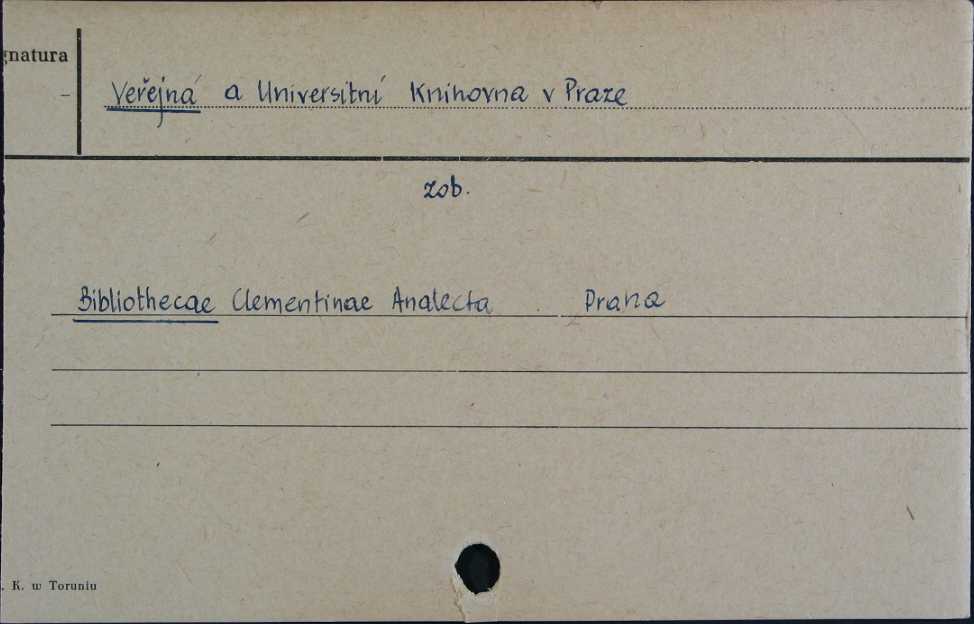 gnatura
Veřejná a Universitní Knihovna v Praze
zob.
Bibliothecae Clementinae Analecta Praha
. K. w Toruniu